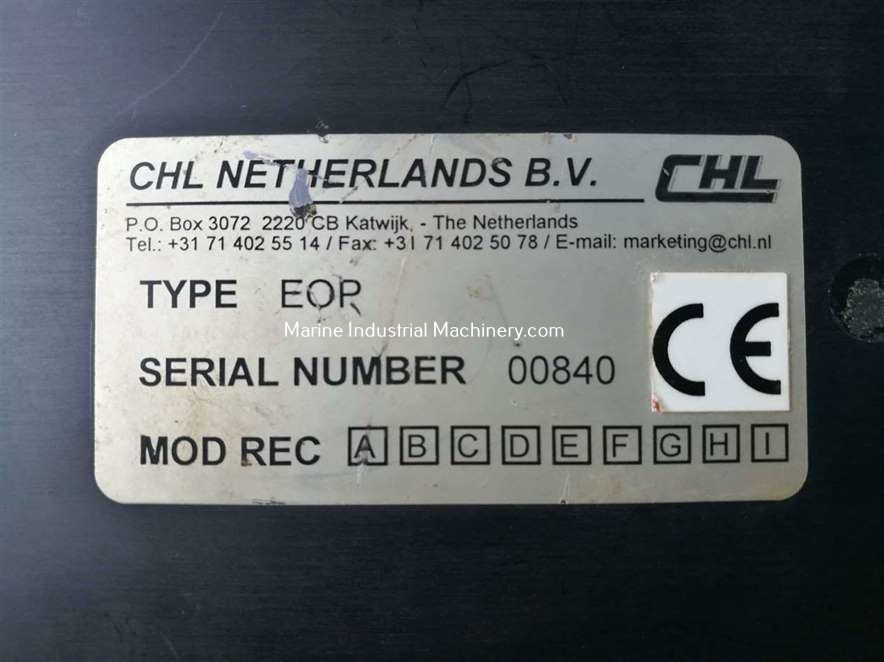 CHL NETHERLANDS B.V. CHL
P.O. Box 3072 2220 CB Katwijk, - The Netherlands
Tel.: +31 71 402 55 14 / Fax: +31 71 402 50 78 / E-mail: marketing@chl.nl
TYPE EOR
Marine Industrial Machinery.com
SERIAL NUMBER 00840 CE
MOD REC A B C D E F G H I